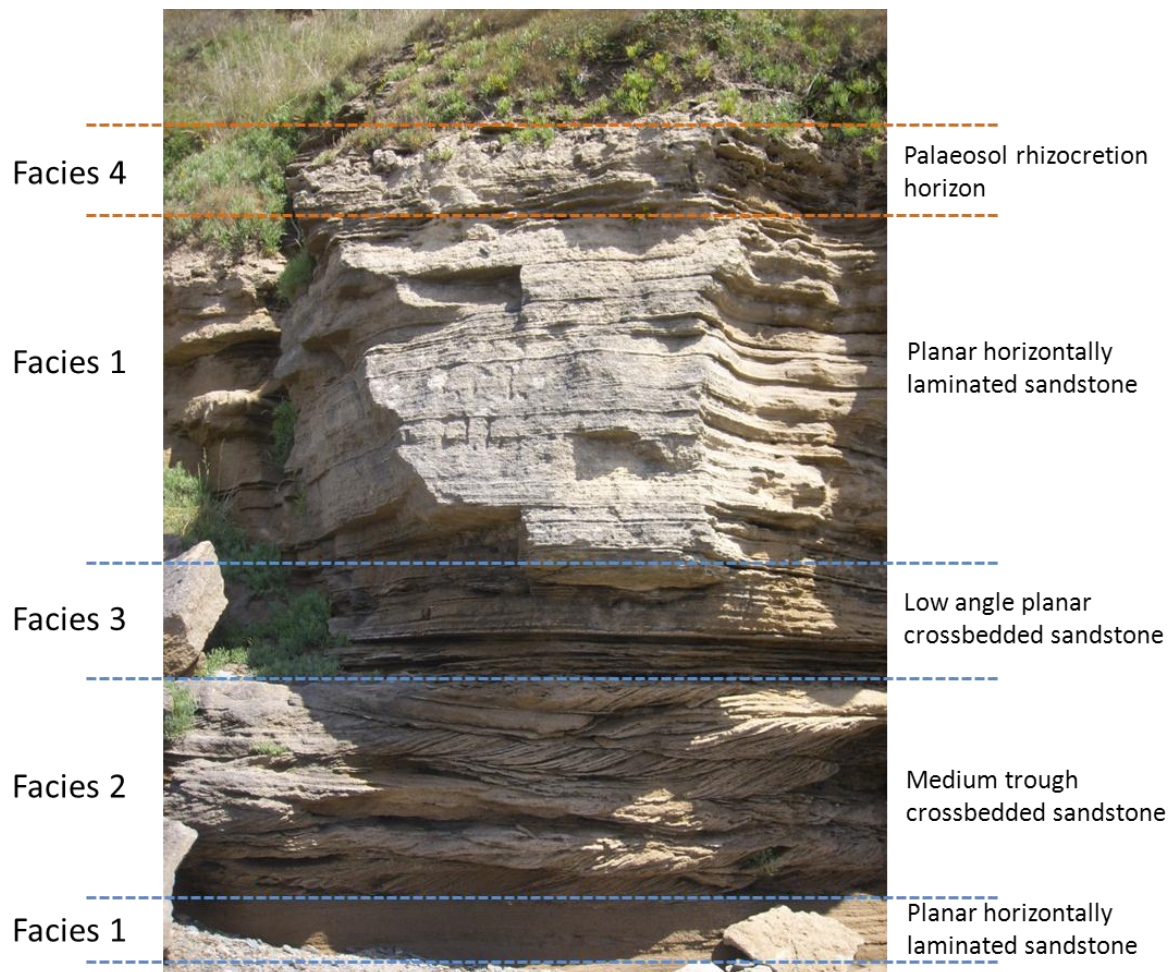 Facies 4
Palaeosol rhizocretion
horizon
Facies 1
Planar horizontally
laminated sandstone
Facies 3
Low angle planar
crossbedded sandstone
Facies 2
Medium trough
crossbedded sandstone
Facies 1
Planar horizontally
laminated sandstone